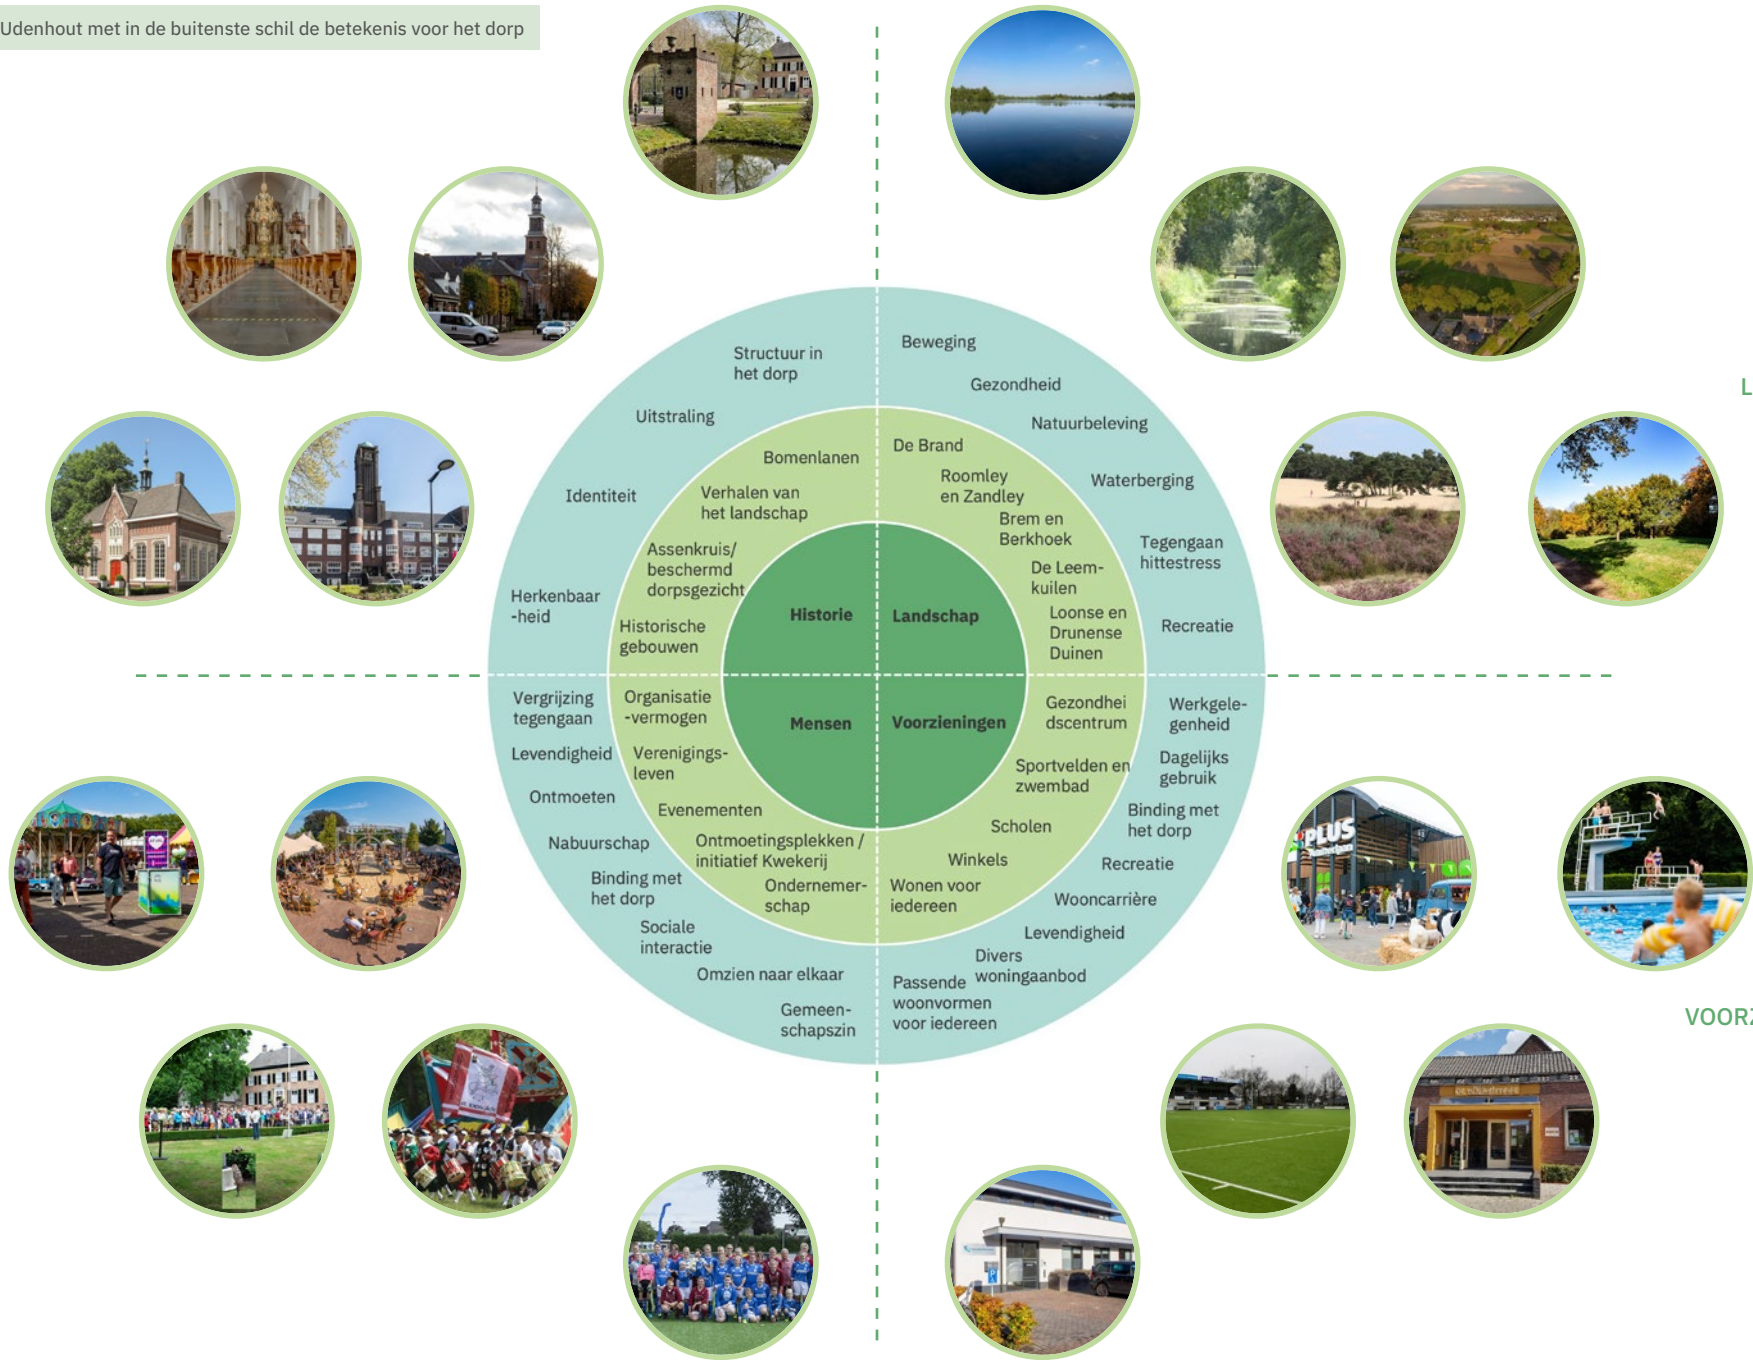 Udenhout met in de buitenste schil de betekenis voor het dorp
Structuur in
het dorp
Uitstraling
Identiteit
Herkenbaar
-heid
Bomenlanen
Verhalen van
het landschap
Assenkruis/
beschermd
dorpsgezicht
Historische
gebouwen
Historie
Beweging
Gezondheid
Natuurbeleving
Waterberging
Tegengaan
hittestress
Recreatie
De Brand
Roomley
en Zandley
Brem en
Berkhoek
De Leem-
kuilen
Loonse en
Drunense
Duinen
Landschap
L
Vergrijzing
tegengaan
Levendigheid
Ontmoeten
Nabuurschap
Binding met
het dorp
Sociale
interactie
Omzien naar elkaar
Gemeen-
schapszin
Organisatie
-vermogen
Verenigings-
leven
Evenementen
Ontmoetingsplekken /
initiatief Kwekerij
Ondernemer-
schap
Mensen
Voorzieningen
Gezondhei
dscentrum
Sportvelden en
zwembad
Scholen
Winkels
Wonen voor
iedereen
Werkgele-
genheid
Dagelijks
gebruik
Binding met
het dorp
Recreatie
Wooncarrière
Levendigheid
Divers
woningaanbod
Passende
woonvormen
voor iedereen
PLUS
VOORZ
P